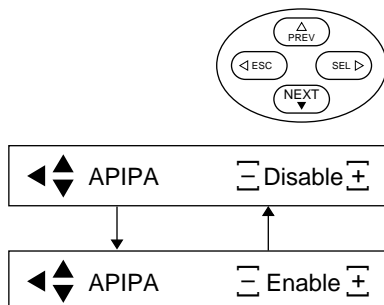 △
PREV
◁ ESC SEL ▷
NEXT
▼
◀ ▲▼ APIPA − Disable +
◀ ▲▼ APIPA − Enable +